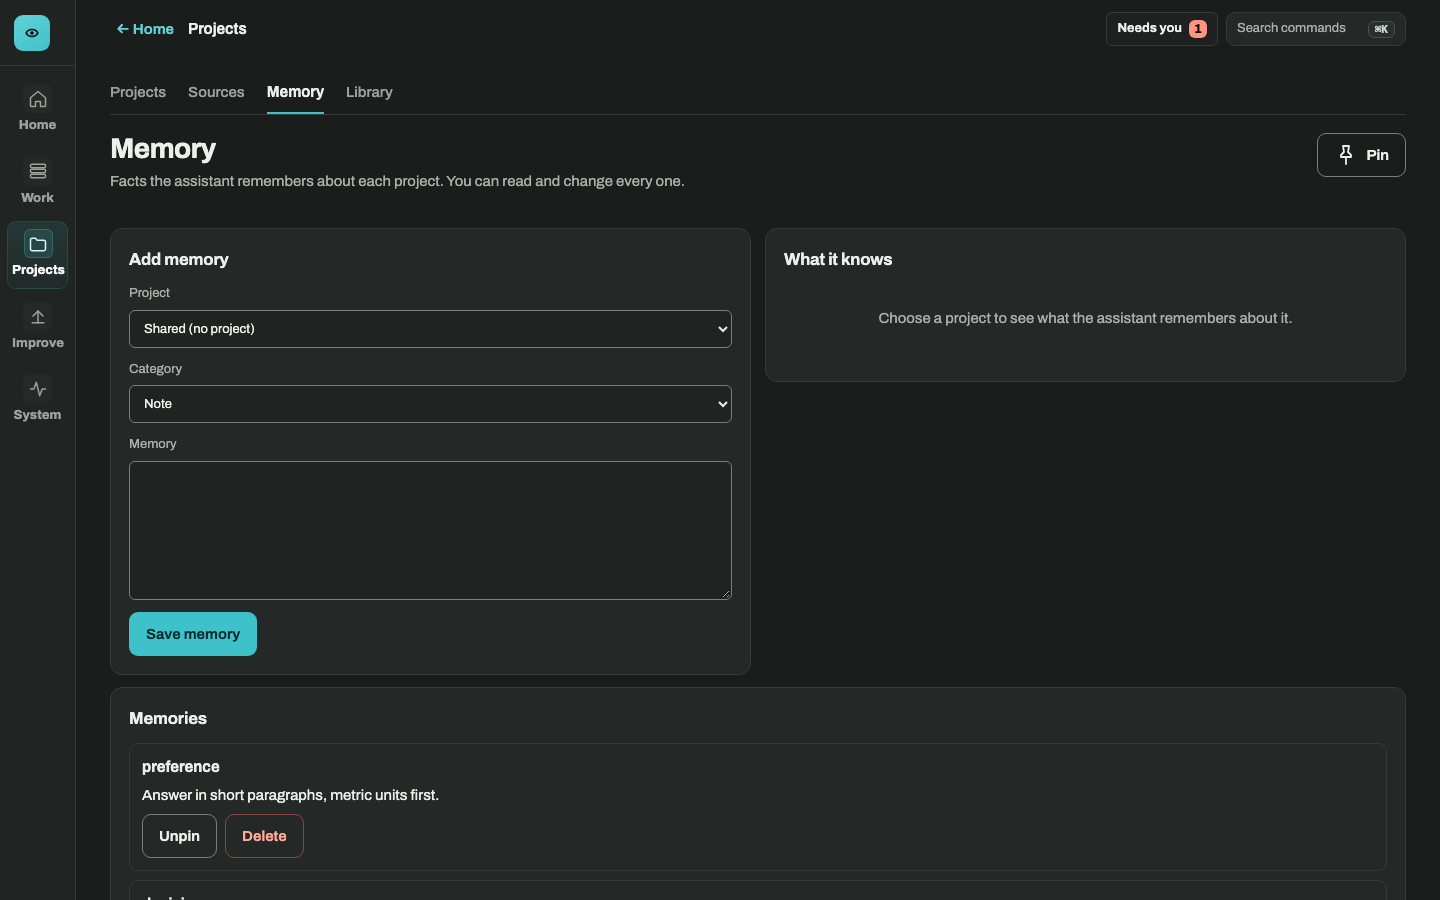 ← Home Projects
Needs you 1
Search commands ⌘K
Home
Work
Projects
Improve
System
Projects Sources Memory Library
Memory
Facts the assistant remembers about each project. You can read and change every one.
Pin
Add memory
Project
Shared (no project)
Category
Note
Memory
Save memory
What it knows
Choose a project to see what the assistant remembers about it.
Memories
preference
Answer in short paragraphs, metric units first.
Unpin Delete